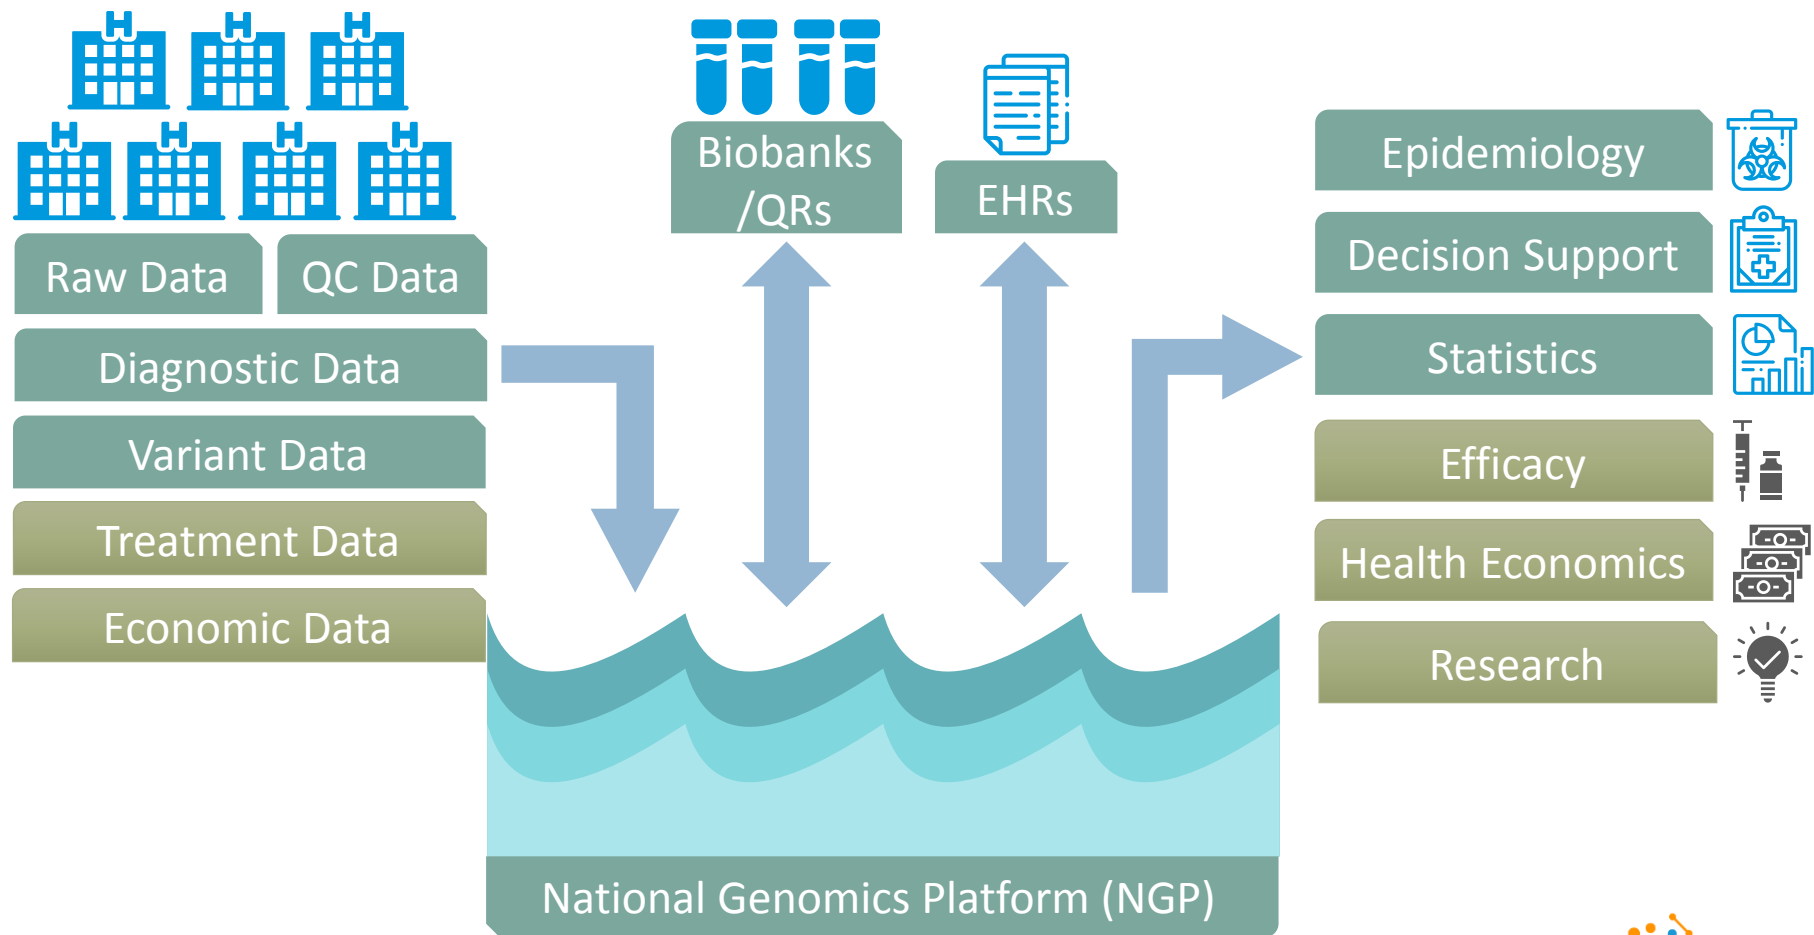 Raw Data
QC Data
Diagnostic Data
Variant Data
Treatment Data
Economic Data
Biobanks
/QRs
EHRs
Epidemiology
Decision Support
Statistics
Efficacy
Health Economics
Research
National Genomics Platform (NGP)